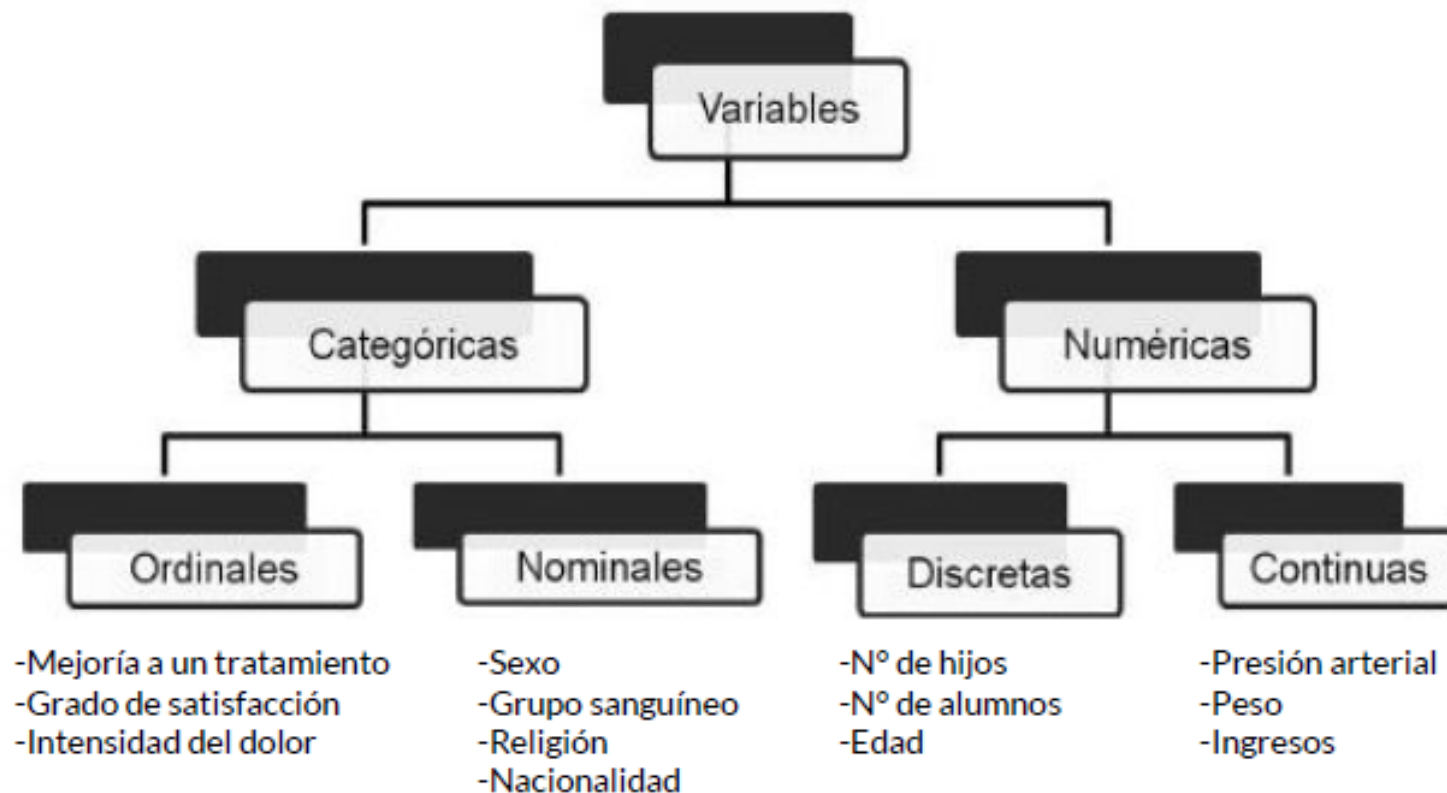 Variables
Categóricas
Numéricas
Ordinales
Nominales
Discretas
Continuas
-Mejoría a un tratamiento
-Grado de satisfacción
-Intensidad del dolor
-Sexo
-Grupo sanguíneo
-Religión
-Nacionalidad
-Nº de hijos
-Nº de alumnos
-Edad
-Presión arterial
-Peso
-Ingresos